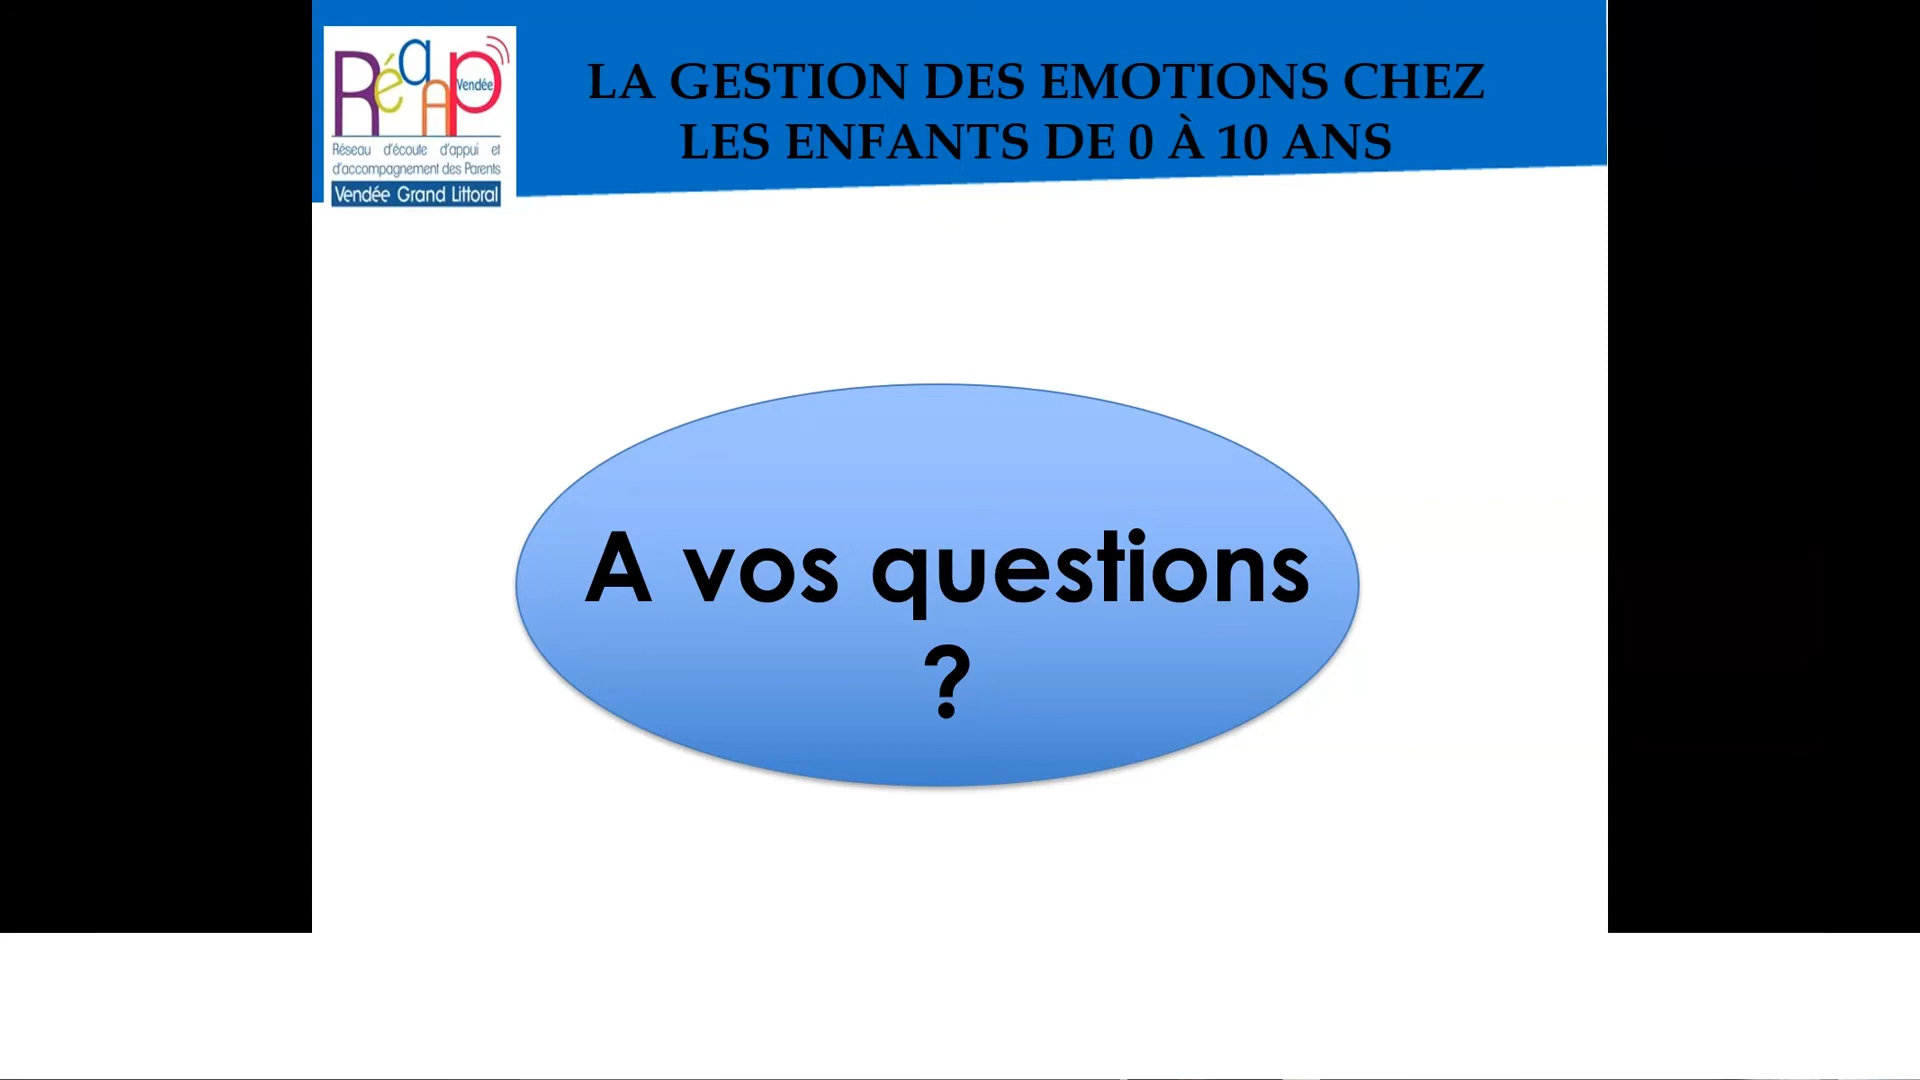 Réaap
Vendée
Réseau d'écoute d'appui et
d'accompagnement des Parents
Vendée Grand Littoral
LA GESTION DES EMOTIONS CHEZ
LES ENFANTS DE 0 À 10 ANS
A vos questions
?